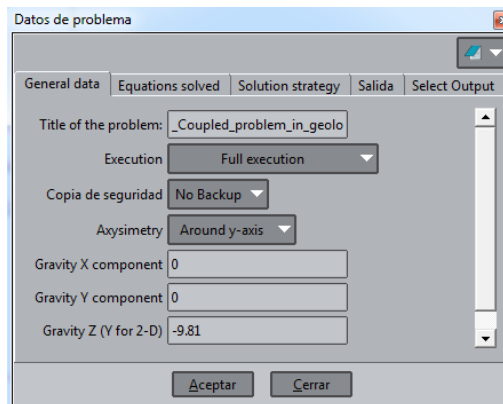 Datos de problema
General data Equations solved Solution strategy Salida Select Output
Title of the problem: _Coupled_problem_in_geolo
Execution Full execution
Copia de seguridad No Backup
Axysimetry Around y-axis
Gravity X component 0
Gravity Y component 0
Gravity Z (Y for 2-D) -9.81
Aceptar Cerrar